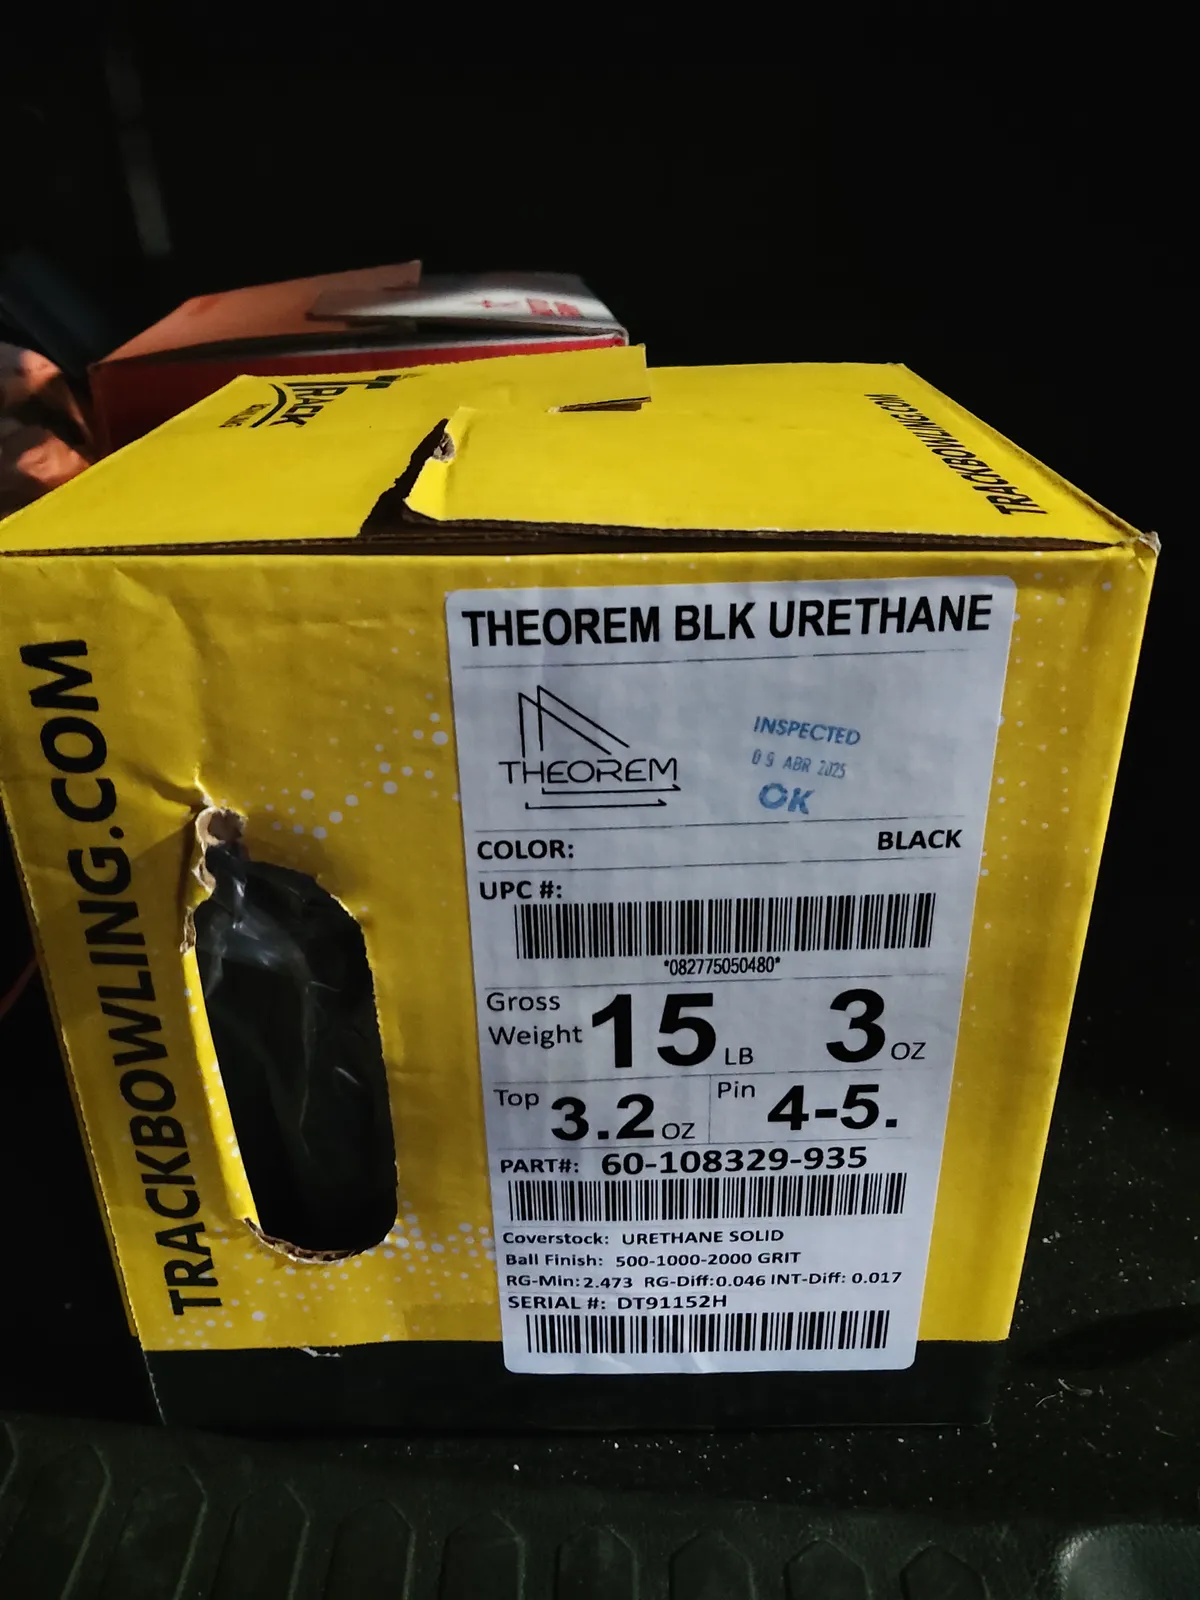 TRACK
TRACKBOWLING.COM
TRACKBOWLING.COM
THEOREM BLK URETHANE
THEOREM
INSPECTED
09 ABR 2025
OK
COLOR: BLACK
UPC #:
*082775050480*
Gross Weight 15 LB 3 OZ
Top 3.2 OZ Pin 4-5.
PART#: 60-108329-935
Coverstock: URETHANE SOLID
Ball Finish: 500-1000-2000 GRIT
RG-Min:2.473 RG-Diff:0.046 INT-Diff: 0.017
SERIAL #: DT91152H